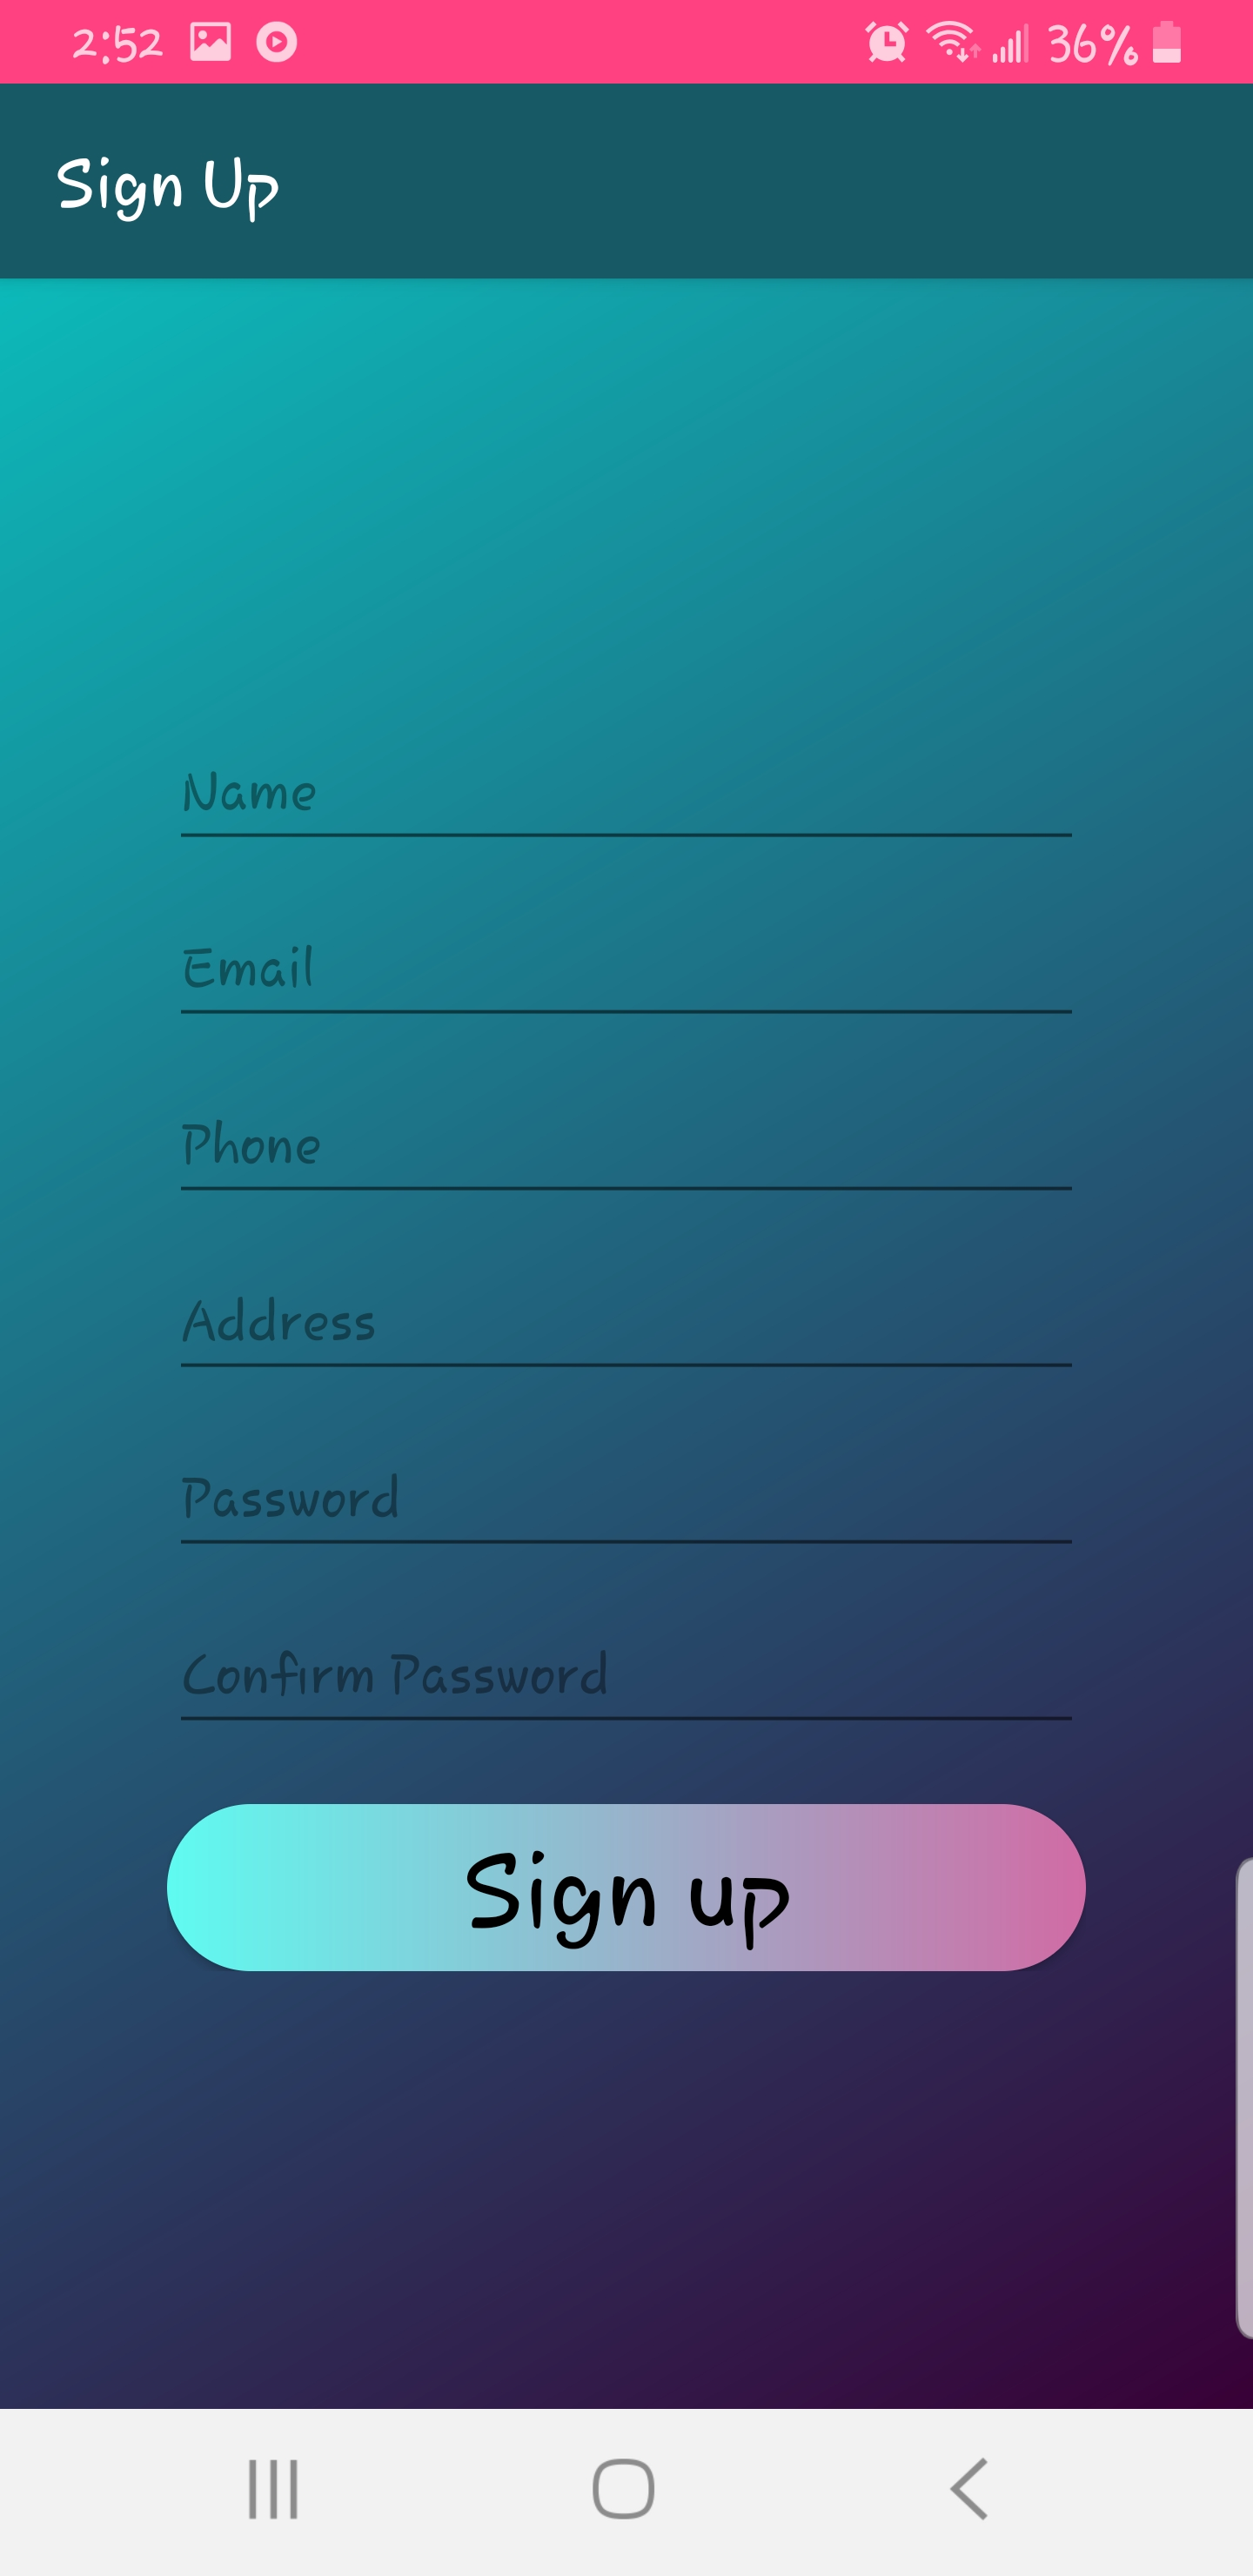 2:52 36%
Sign Up
Name
Email
Phone
Address
Password
Confirm Password
Sign up